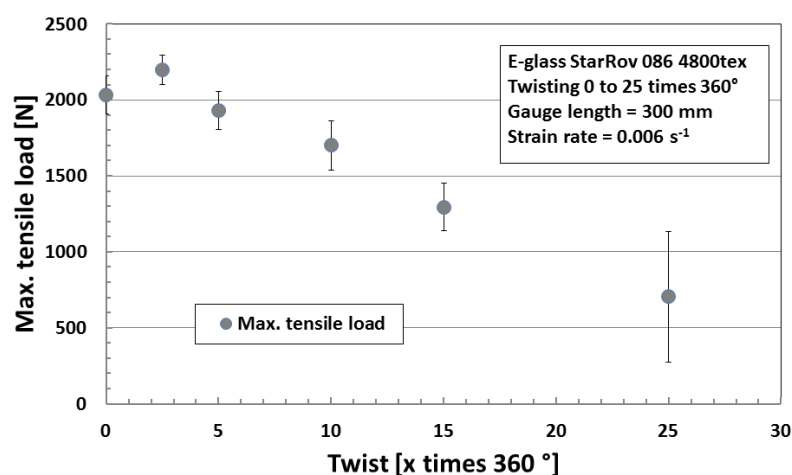 2500
2000
1500
1000
500
0
Max. tensile load [N]
E-glass StarRov 086 4800tex
Twisting 0 to 25 times 360°
Gauge length = 300 mm
Strain rate = 0.006 s⁻¹
Max. tensile load
0 5 10 15 20 25 30
Twist [x times 360 °]